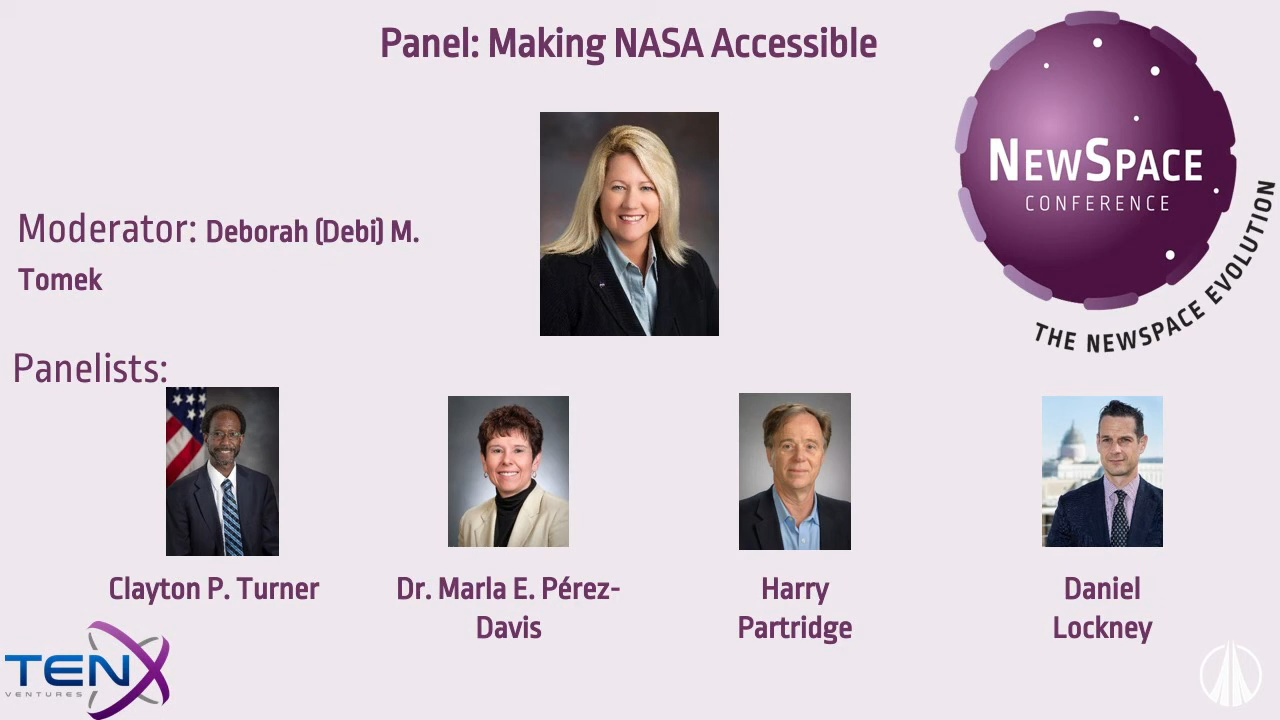 Panel: Making NASA Accessible
NEWSPACE
CONFERENCE
THE NEWSPACE EVOLUTION
Moderator: Deborah (Debi) M.
Tomek
Panelists:
Clayton P. Turner
Dr. Marla E. Pérez-
Davis
Harry
Partridge
Daniel
Lockney
TENX
VENTURES